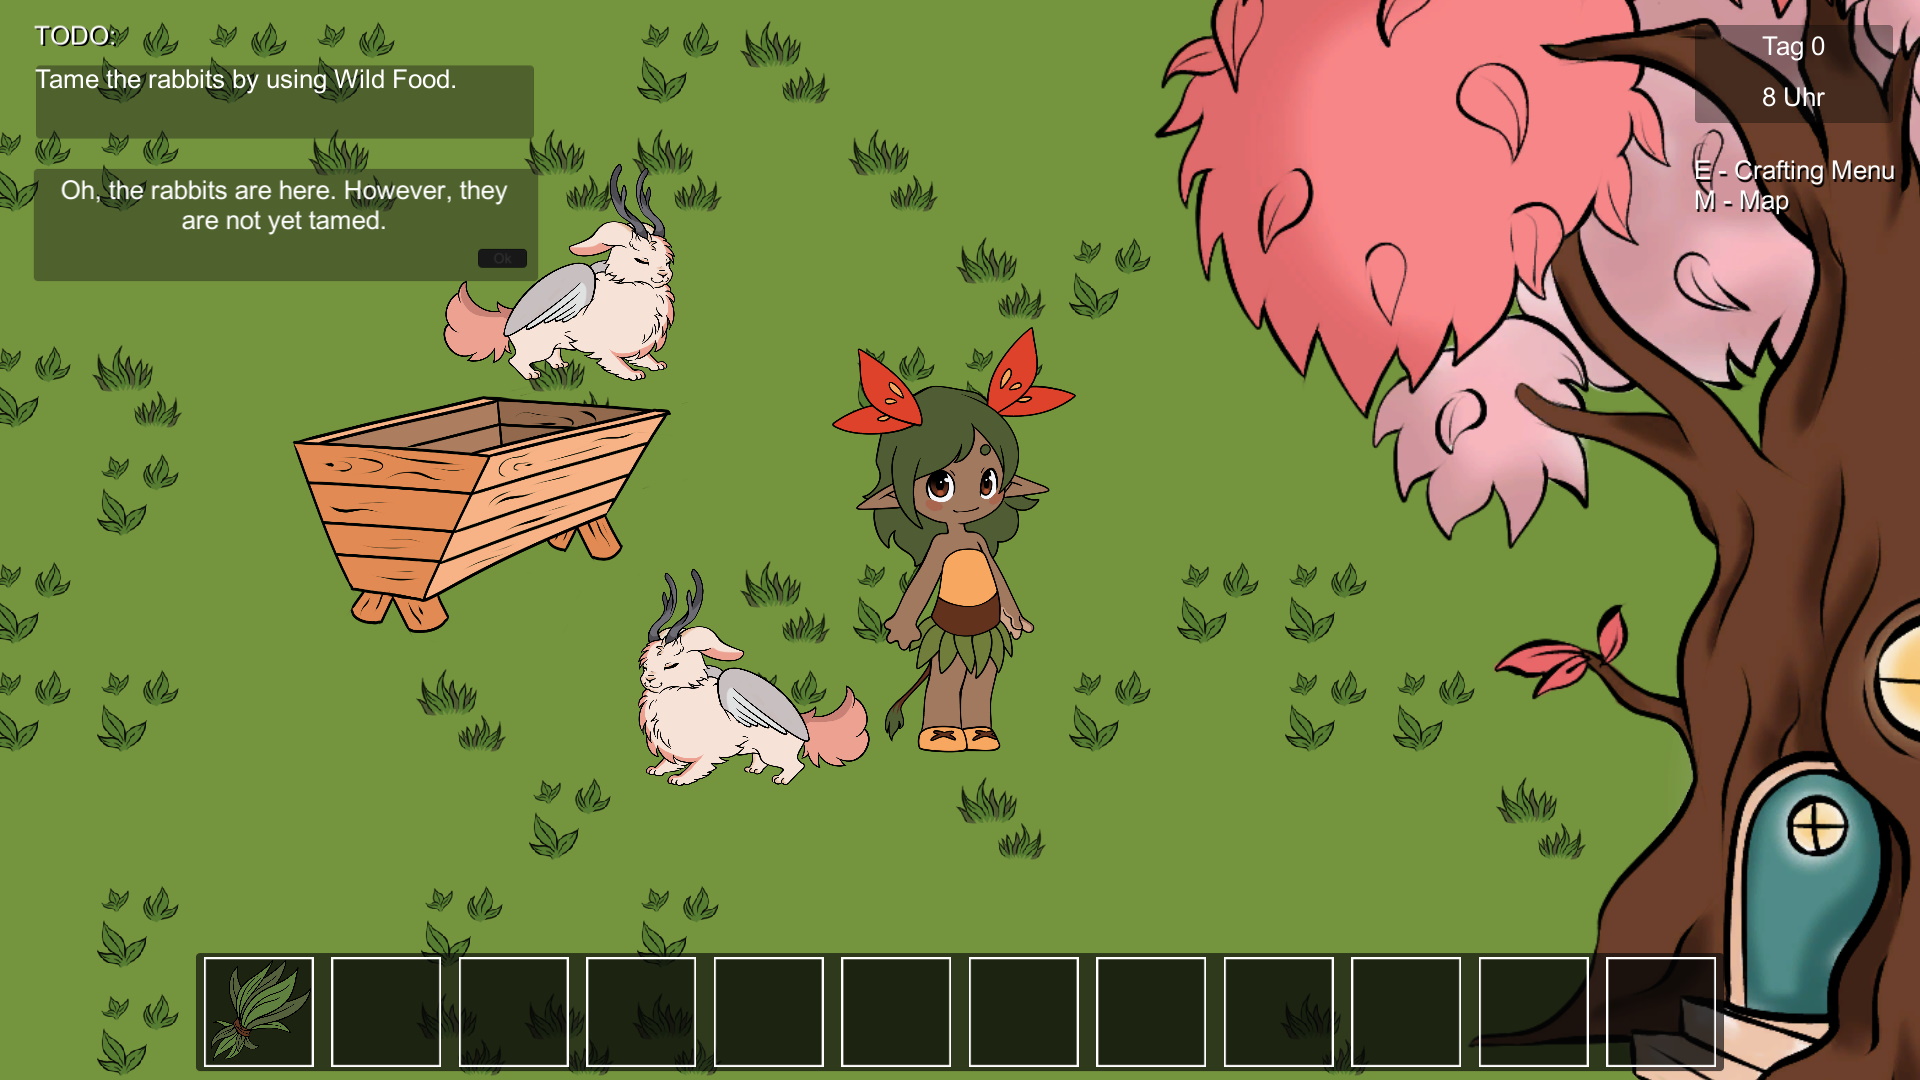 TODO:
Tame the rabbits by using Wild Food.
Oh, the rabbits are here. However, they
are not yet tamed.
Ok
Tag 0
8 Uhr
E - Crafting Menu
M - Map